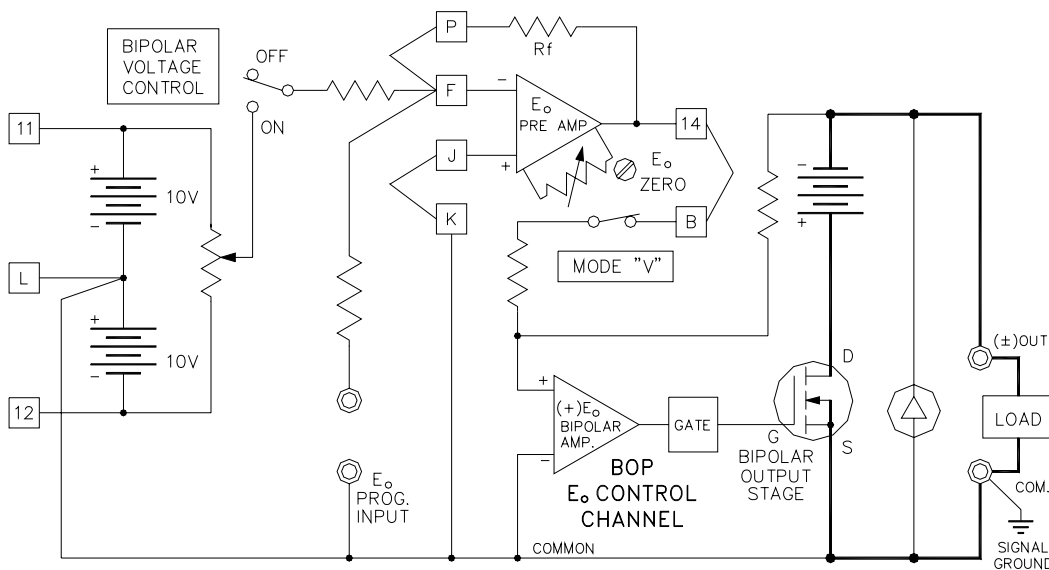 BIPOLAR
VOLTAGE
CONTROL
OFF
ON
11
+
10V
-
L
+
10V
-
12
P
Rf
F
-
Eo
PRE AMP
+
J
K
14
Eo
ZERO
B
MODE "V"
-
+
Eo
PROG.
INPUT
+
(+)Eo
BIPOLAR
AMP.
-
GATE
BOP
Eo CONTROL
CHANNEL
COMMON
D
G
S
BIPOLAR
OUTPUT
STAGE
(±)OUT
LOAD
COM.
SIGNAL
GROUND